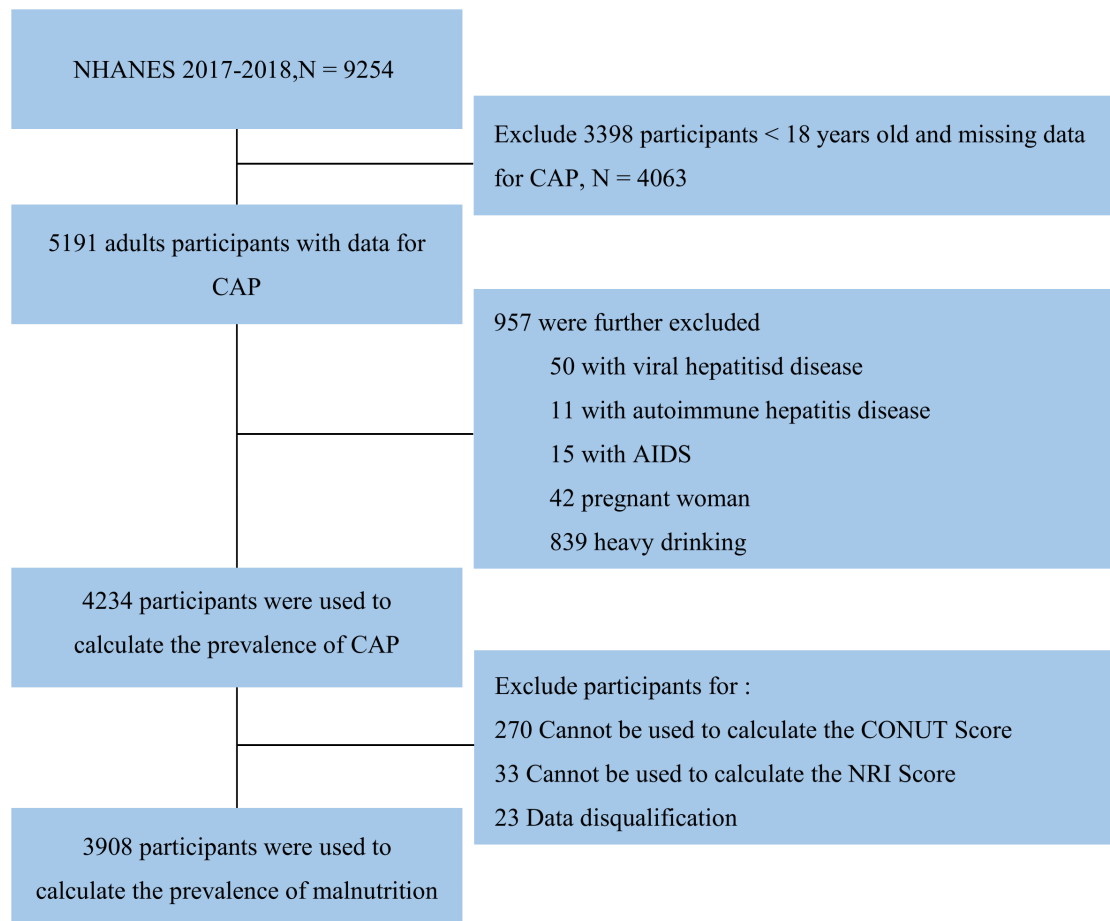 NHANES 2017-2018,N = 9254
Exclude 3398 participants < 18 years old and missing data
for CAP, N = 4063
5191 adults participants with data for
CAP
957 were further excluded
50 with viral hepatitisd disease
11 with autoimmune hepatitis disease
15 with AIDS
42 pregnant woman
839 heavy drinking
4234 participants were used to
calculate the prevalence of CAP
Exclude participants for :
270 Cannot be used to calculate the CONUT Score
33 Cannot be used to calculate the NRI Score
23 Data disqualification
3908 participants were used to
calculate the prevalence of malnutrition